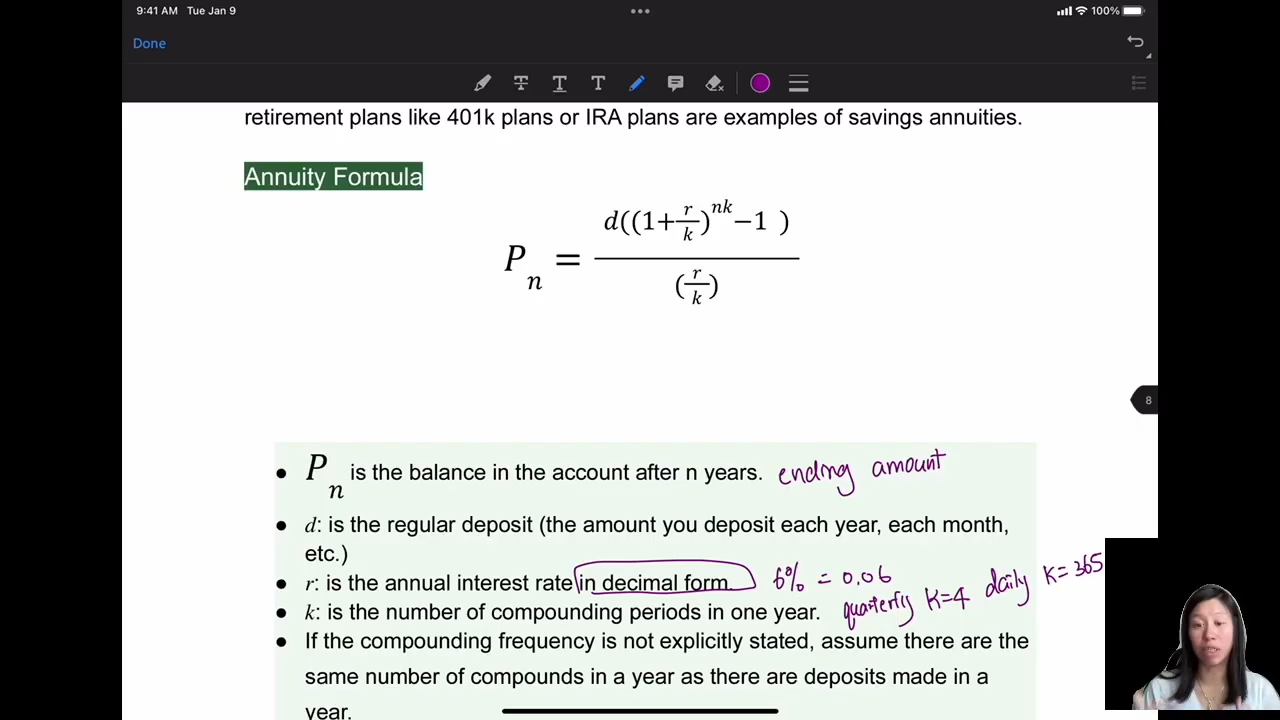 9:41 AM Tue Jan 9
100%
Done
retirement plans like 401k plans or IRA plans are examples of savings annuities.
Annuity Formula
P_n = d((1+r/k)^nk−1 ) / (r/k)
8
• P_n is the balance in the account after n years. ending amount
• d: is the regular deposit (the amount you deposit each year, each month,
etc.)
• r: is the annual interest rate in decimal form. 6% = 0.06
• k: is the number of compounding periods in one year. quarterly K=4 daily K=365
• If the compounding frequency is not explicitly stated, assume there are the
same number of compounds in a year as there are deposits made in a
year.